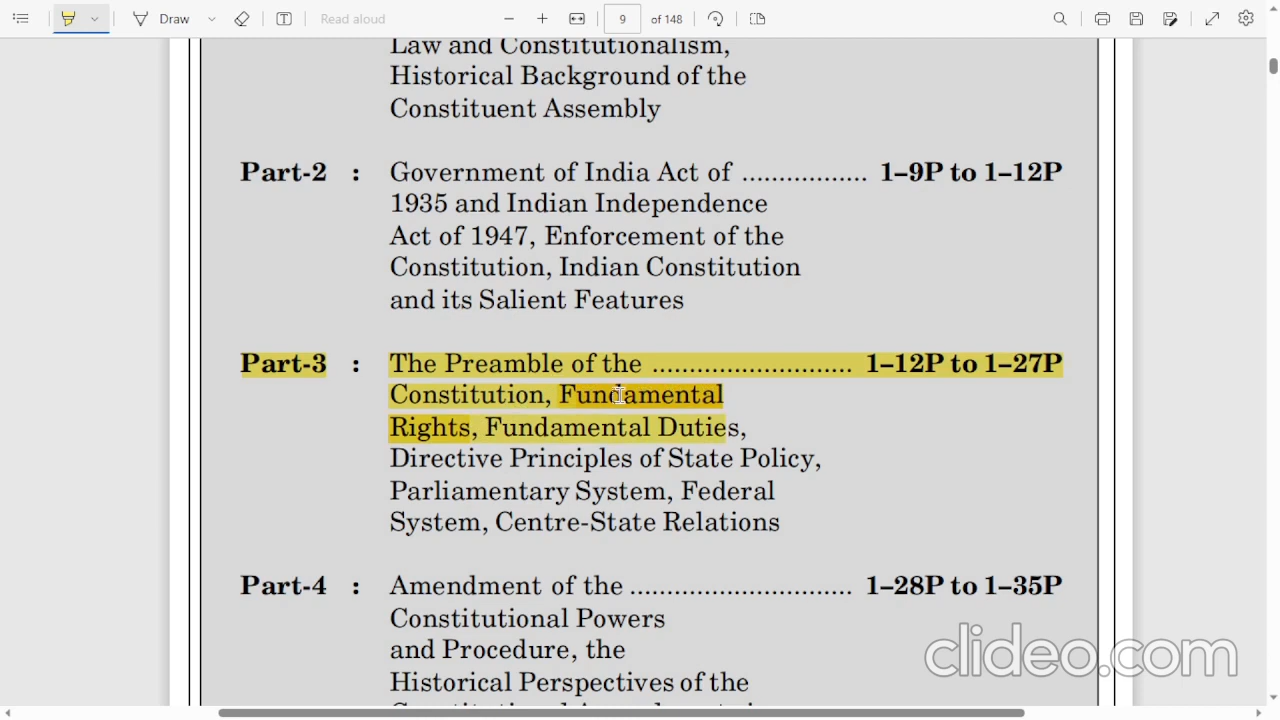 Draw
Read aloud
9 of 148
Law and Constitutionalism,
Historical Background of the
Constituent Assembly
Part-2 : Government of India Act of ................. 1–9P to 1–12P
1935 and Indian Independence
Act of 1947, Enforcement of the
Constitution, Indian Constitution
and its Salient Features
Part-3 : The Preamble of the ........................... 1–12P to 1–27P
Constitution, Fundamental
Rights, Fundamental Duties,
Directive Principles of State Policy,
Parliamentary System, Federal
System, Centre-State Relations
Part-4 : Amendment of the ............................. 1–28P to 1–35P
Constitutional Powers
and Procedure, the
Historical Perspectives of the
clideo.com